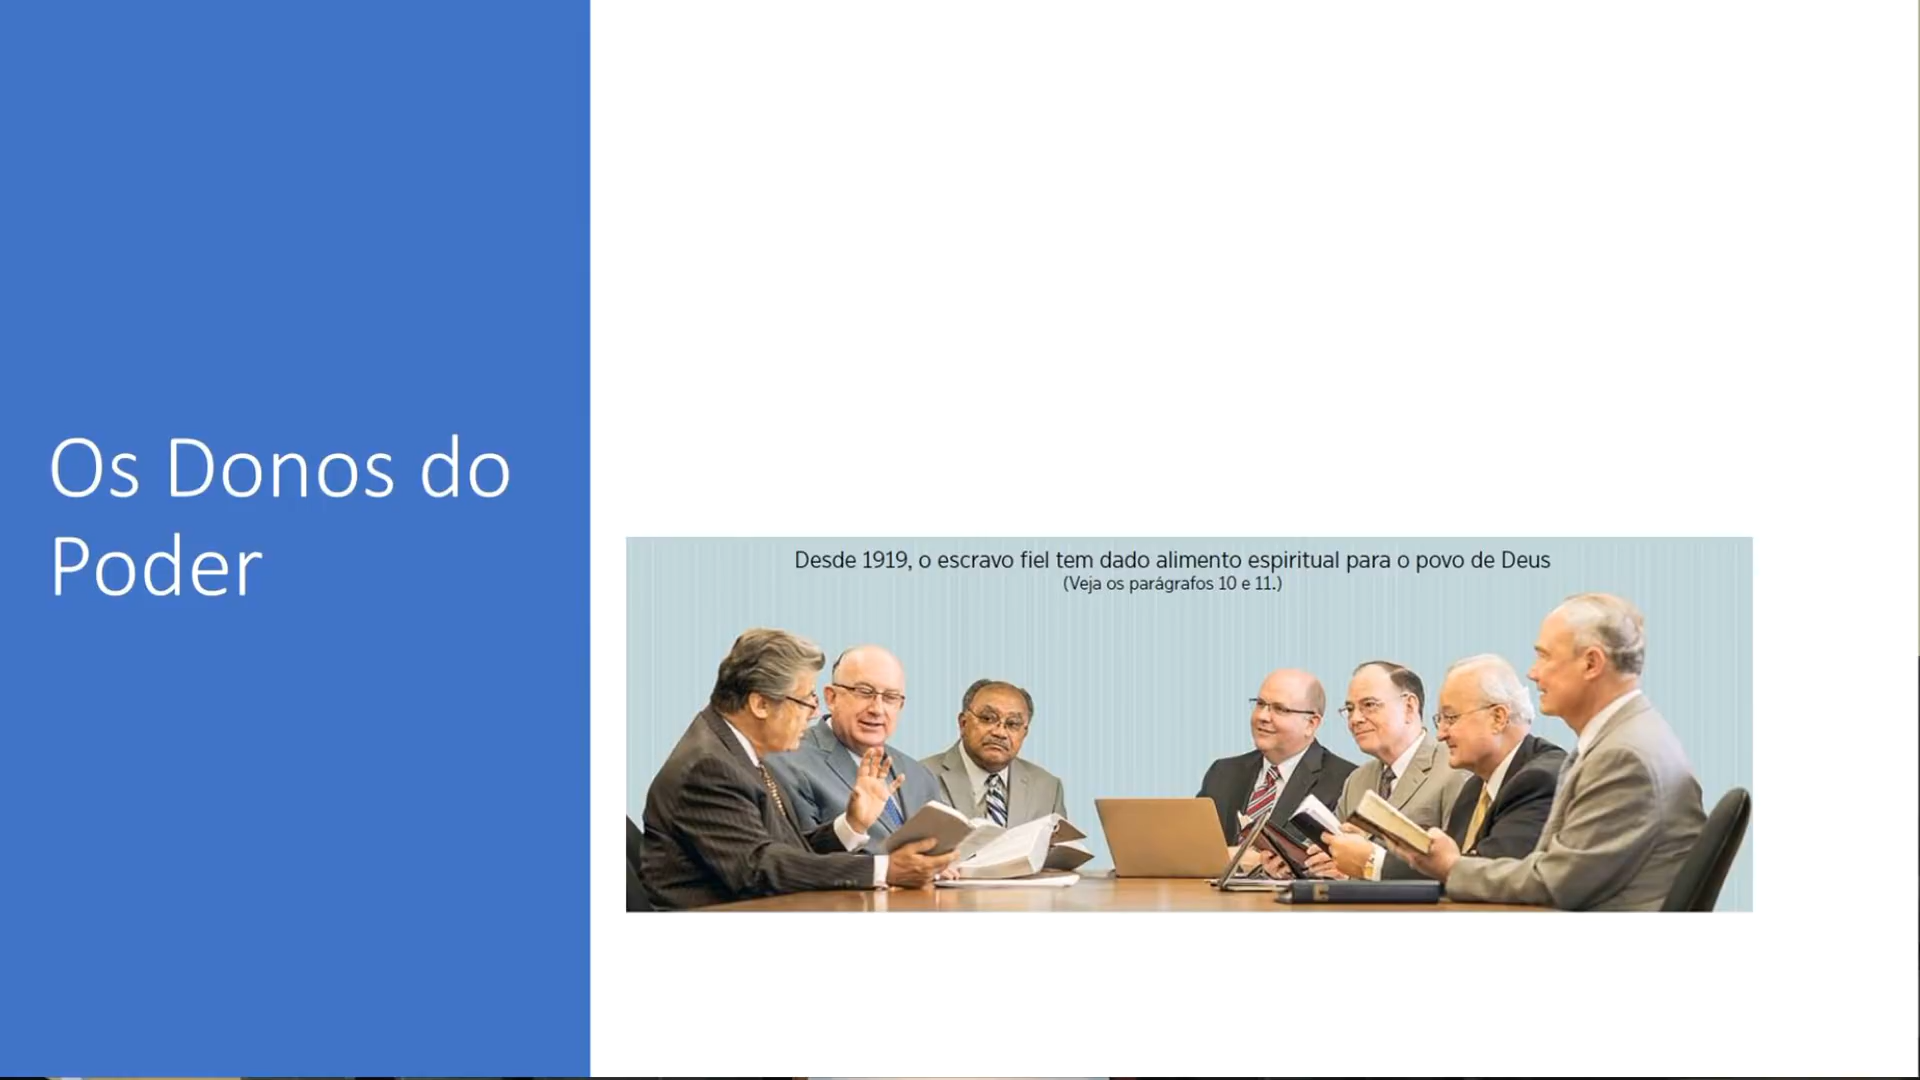 Os Donos do
Poder
Desde 1919, o escravo fiel tem dado alimento espiritual para o povo de Deus
(Veja os parágrafos 10 e 11.)